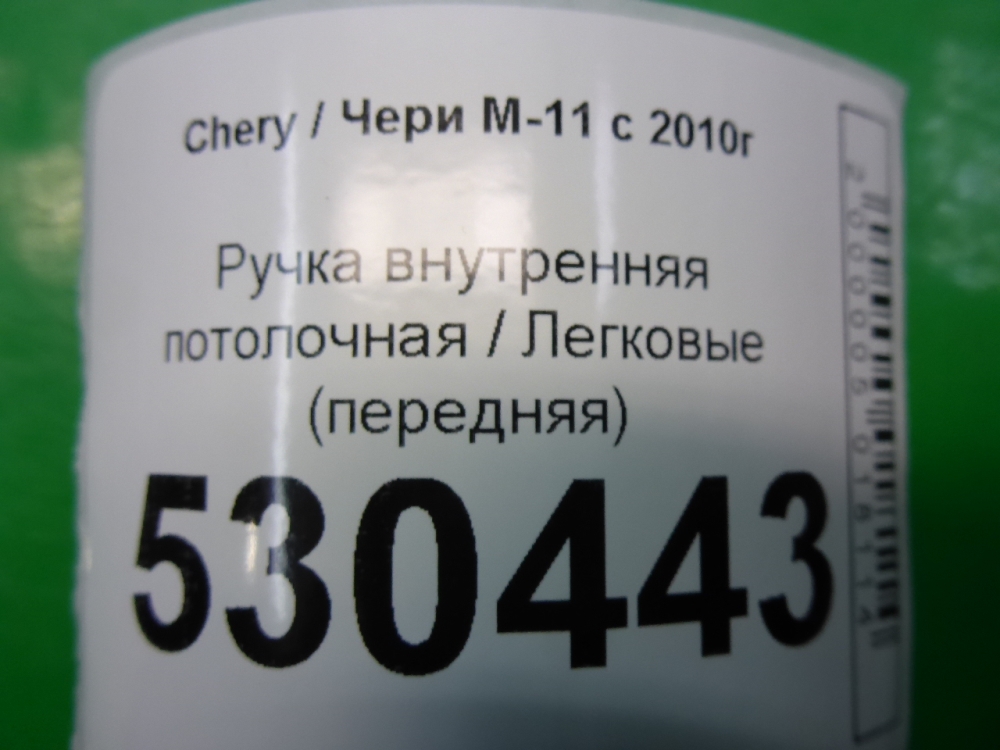 Chery / Чери М-11 с 2010г
Ручка внутренняя
потолочная / Легковые
(передняя)
530443